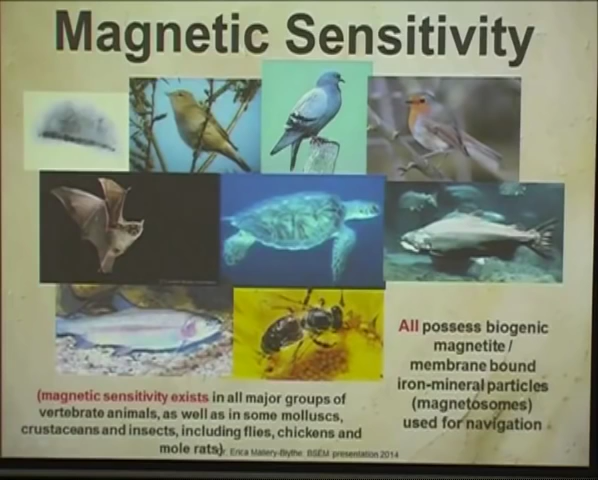 Magnetic Sensitivity
All possess biogenic
magnetite /
membrane bound
iron-mineral particles
(magnetosomes)
used for navigation
(magnetic sensitivity exists in all major groups of
vertebrate animals, as well as in some molluscs,
crustaceans and insects, including flies, chickens and
mole rats)
Erica Mallery-Blythe BSEM presentation 2014